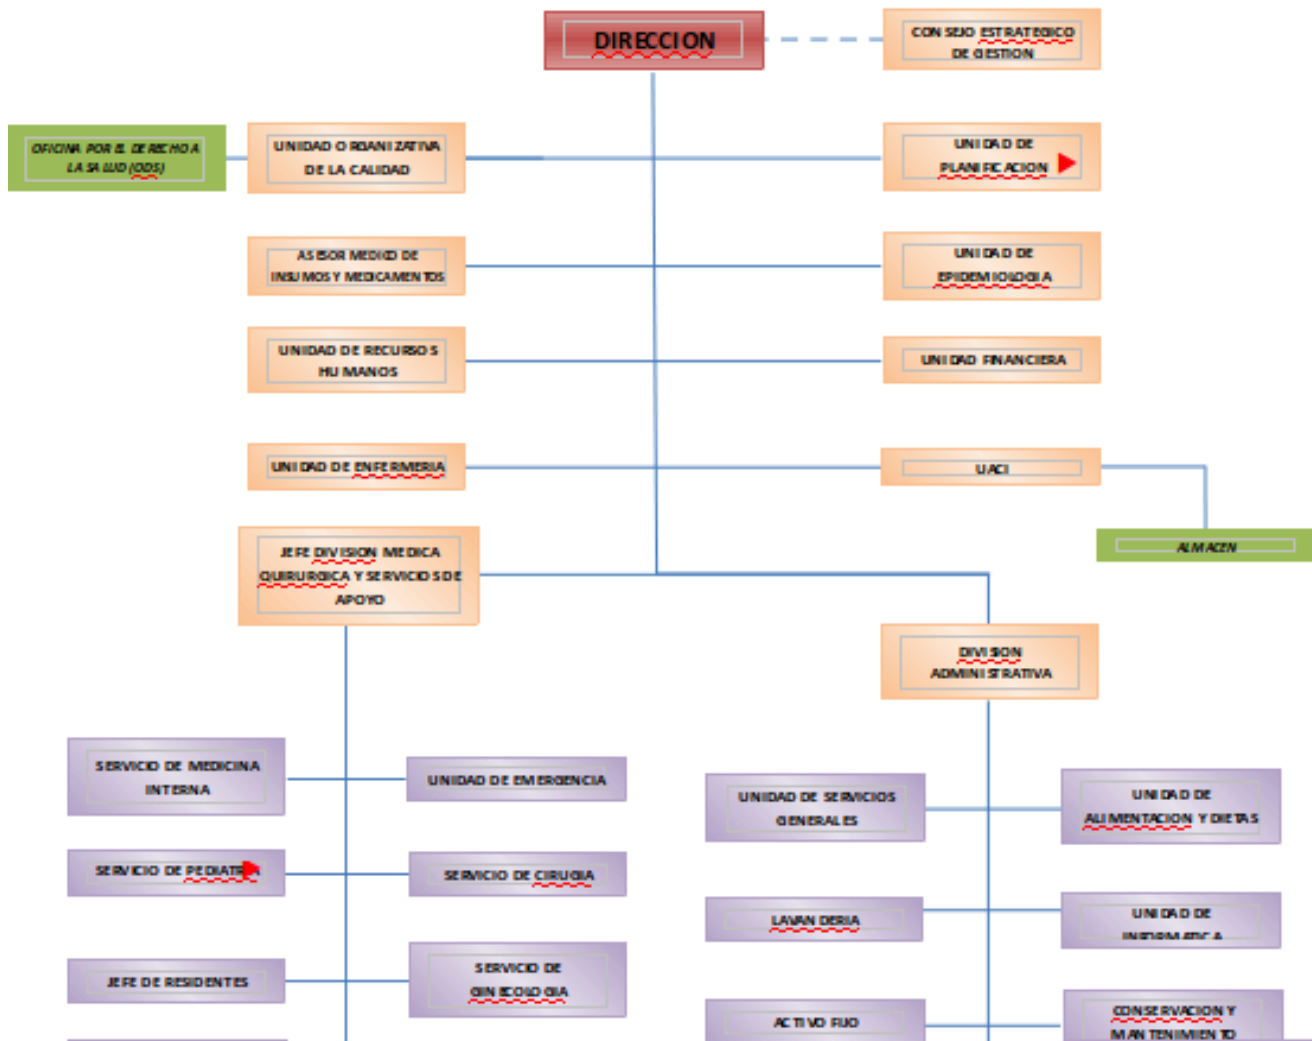 DIRECCION
CONSEJO ESTRATEGICO
DE GESTION
OFICINA POR EL DERECHO A
LA SALUD (ODS)
UNIDAD ORGANIZATIVA
DE LA CALIDAD
UNIDAD DE
PLANIFICACION
ASESOR MEDICO DE
INSUMOS Y MEDICAMENTOS
UNIDAD DE
EPIDEMIOLOGIA
UNIDAD DE RECURSOS
HUMANOS
UNIDAD FINANCIERA
UNIDAD DE ENFERMERIA
UACI
ALMACEN
JEFE DIVISION MEDICA
QUIRURGICA Y SERVICIOS DE
APOYO
DIVISION
ADMINISTRATIVA
SERVICIO DE MEDICINA
INTERNA
UNIDAD DE EMERGENCIA
UNIDAD DE SERVICIOS
GENERALES
UNIDAD DE
ALIMENTACION Y DIETAS
SERVICIO DE PEDIATRIA
SERVICIO DE CIRUGIA
LAVANDERIA
UNIDAD DE
INFORMATICA
JEFE DE RESIDENTES
SERVICIO DE
GINECOLOGIA
ACTIVO FIJO
CONSERVACION Y
MANTENIMIENTO